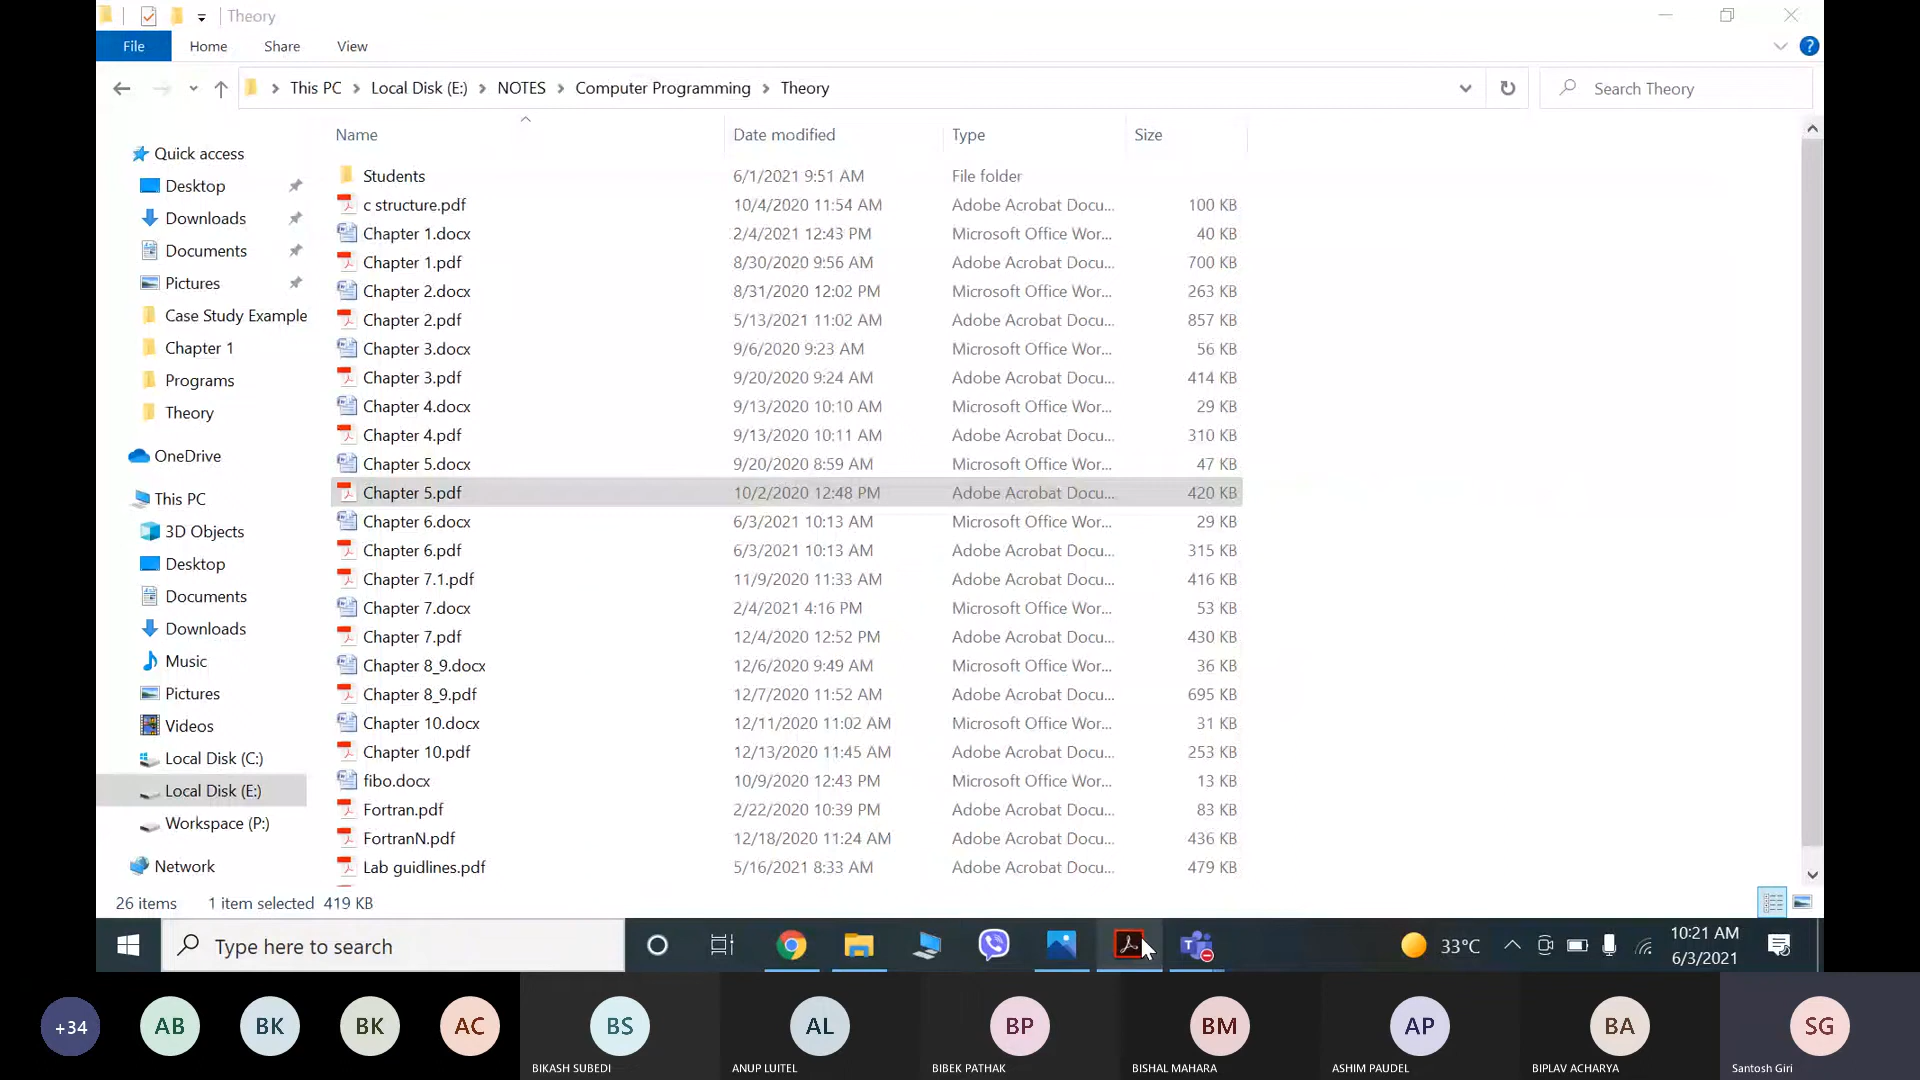 Theory
File Home Share View
This PC Local Disk (E:) NOTES Computer Programming Theory Search Theory
Name Date modified Type Size
Quick access
Desktop
Downloads
Documents
Pictures
Case Study Example
Chapter 1
Programs
Theory
OneDrive
This PC
3D Objects
Desktop
Documents
Downloads
Music
Pictures
Videos
Local Disk (C:)
Local Disk (E:)
Workspace (P:)
Network
Students 6/1/2021 9:51 AM File folder
c structure.pdf 10/4/2020 11:54 AM Adobe Acrobat Docu... 100 KB
Chapter 1.docx 2/4/2021 12:43 PM Microsoft Office Wor... 40 KB
Chapter 1.pdf 8/30/2020 9:56 AM Adobe Acrobat Docu... 700 KB
Chapter 2.docx 8/31/2020 12:02 PM Microsoft Office Wor... 263 KB
Chapter 2.pdf 5/13/2021 11:02 AM Adobe Acrobat Docu... 857 KB
Chapter 3.docx 9/6/2020 9:23 AM Microsoft Office Wor... 56 KB
Chapter 3.pdf 9/20/2020 9:24 AM Adobe Acrobat Docu... 414 KB
Chapter 4.docx 9/13/2020 10:10 AM Microsoft Office Wor... 29 KB
Chapter 4.pdf 9/13/2020 10:11 AM Adobe Acrobat Docu... 310 KB
Chapter 5.docx 9/20/2020 8:59 AM Microsoft Office Wor... 47 KB
Chapter 5.pdf 10/2/2020 12:48 PM Adobe Acrobat Docu... 420 KB
Chapter 6.docx 6/3/2021 10:13 AM Microsoft Office Wor... 29 KB
Chapter 6.pdf 6/3/2021 10:13 AM Adobe Acrobat Docu... 315 KB
Chapter 7.1.pdf 11/9/2020 11:33 AM Adobe Acrobat Docu... 416 KB
Chapter 7.docx 2/4/2021 4:16 PM Microsoft Office Wor... 53 KB
Chapter 7.pdf 12/4/2020 12:52 PM Adobe Acrobat Docu... 430 KB
Chapter 8_9.docx 12/6/2020 9:49 AM Microsoft Office Wor... 36 KB
Chapter 8_9.pdf 12/7/2020 11:52 AM Adobe Acrobat Docu... 695 KB
Chapter 10.docx 12/11/2020 11:02 AM Microsoft Office Wor... 31 KB
Chapter 10.pdf 12/13/2020 11:45 AM Adobe Acrobat Docu... 253 KB
fibo.docx 10/9/2020 12:43 PM Microsoft Office Wor... 13 KB
Fortran.pdf 2/22/2020 10:39 PM Adobe Acrobat Docu... 83 KB
FortranN.pdf 12/18/2020 11:24 AM Adobe Acrobat Docu... 436 KB
Lab guidlines.pdf 5/16/2021 8:33 AM Adobe Acrobat Docu... 479 KB
26 items 1 item selected 419 KB
Type here to search 33°C 10:21 AM
6/3/2021
+34 AB BK BK AC BS AL BP BM AP BA SG
BIKASH SUBEDI ANUP LUITEL BIBEK PATHAK BISHAL MAHARA ASHIM PAUDEL BIPLAV ACHARYA Santosh Giri